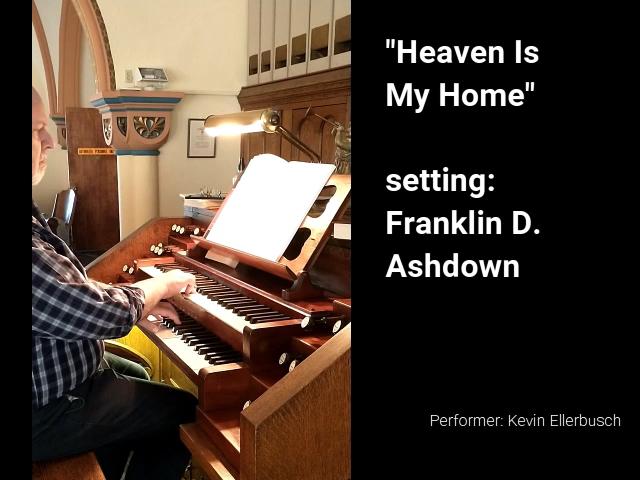 "Heaven Is
My Home"
setting:
Franklin D.
Ashdown
Performer: Kevin Ellerbusch